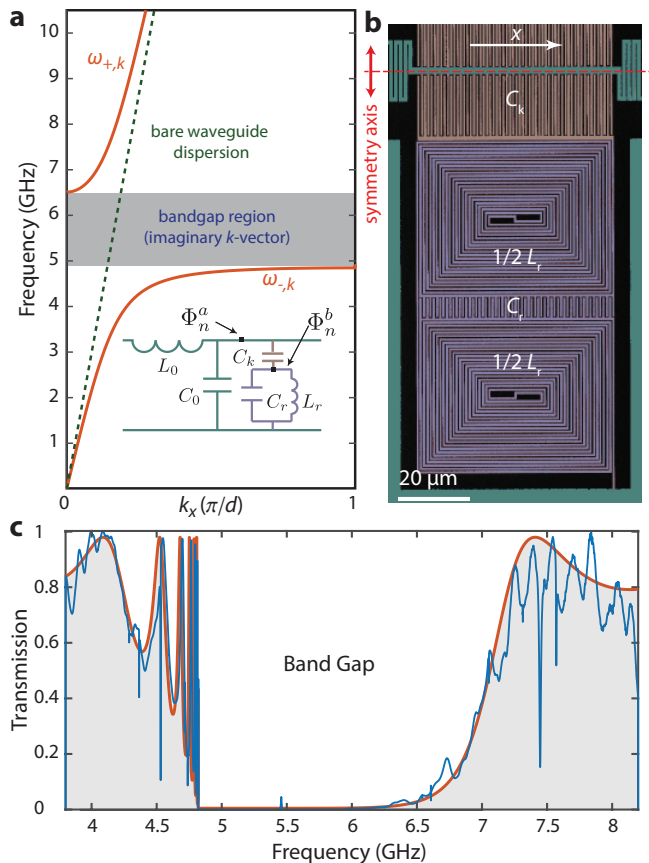 a
10
9
8
7
6
5
4
3
2
1
Frequency (GHz)
ω+,k
bare waveguide
dispersion
bandgap region
(imaginary k-vector)
ω-,k
Φₙᵃ
Φₙᵇ
L₀
C₀
Cₖ
Cᵣ
Lᵣ
0
kₓ (π/d)
1
b
x
symmetry axis
Cₖ
1/2 Lᵣ
Cᵣ
1/2 Lᵣ
20 μm
c
1
0.8
0.6
0.4
0.2
0
Transmission
Band Gap
4
4.5
5
5.5
6
6.5
7
7.5
8
Frequency (GHz)